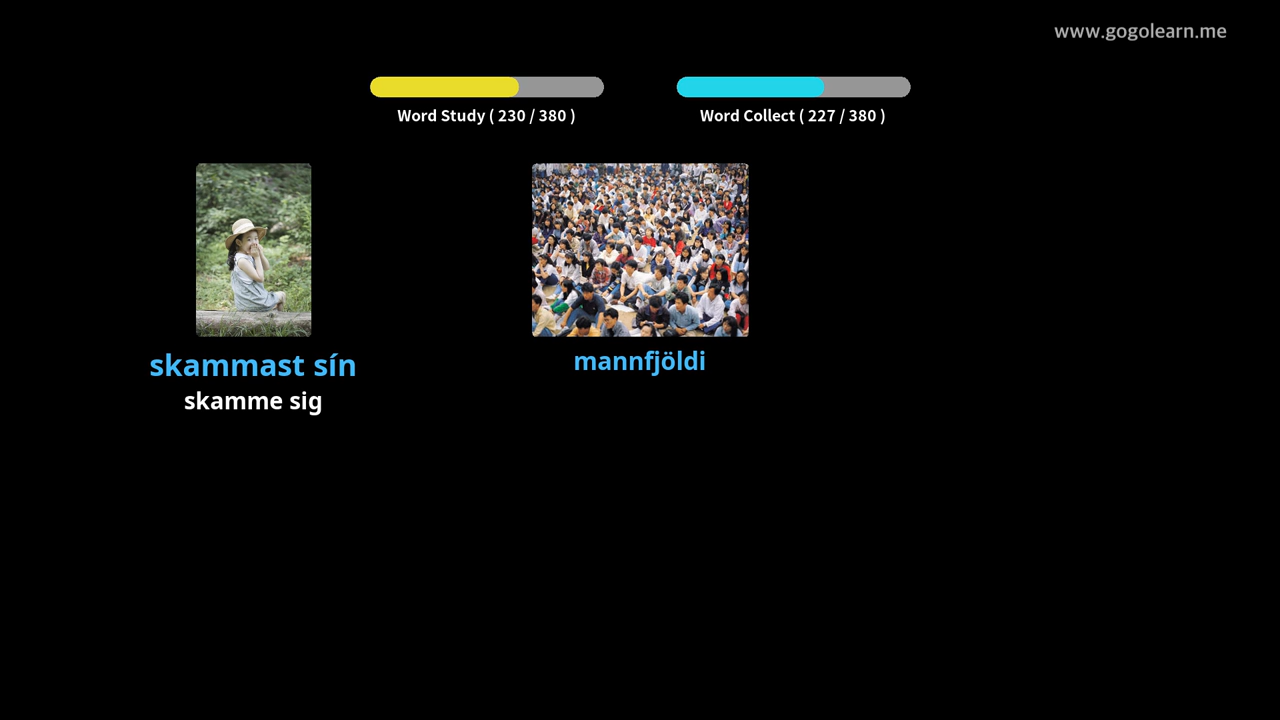 www.gogolearn.me
Word Study ( 230 / 380 )
Word Collect ( 227 / 380 )
skammast sín
skamme sig
mannfjöldi